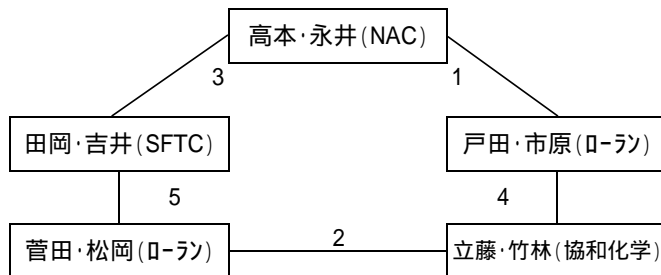 高本･永井(NAC)
3
1
田岡･吉井(SFTC)
戸田･市原(ﾛｰﾗﾝ)
5
4
菅田･松岡(ﾛｰﾗﾝ)
2
立藤･竹林(協和化学)